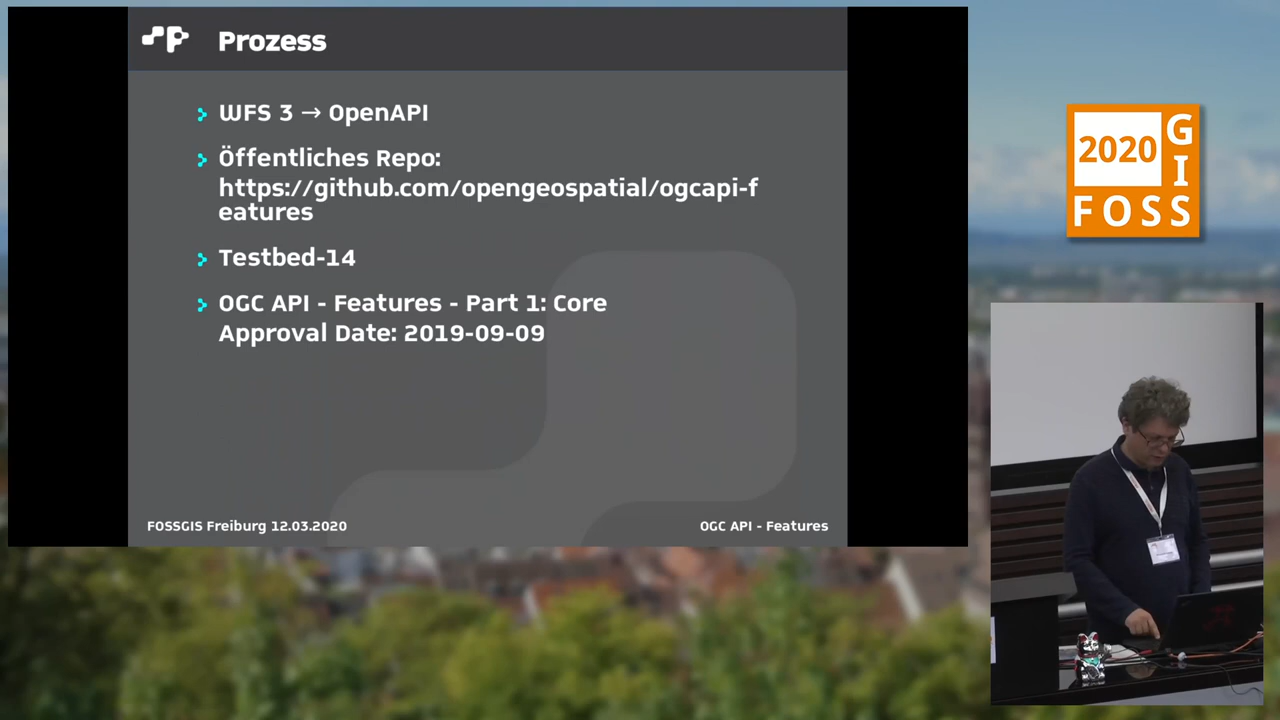 Prozess
WFS 3 → OpenAPI
Öffentliches Repo:
https://github.com/opengeospatial/ogcapi-f
eatures
Testbed-14
OGC API - Features - Part 1: Core
Approval Date: 2019-09-09
FOSSGIS Freiburg 12.03.2020
OGC API - Features
2020
G
I
FOSS